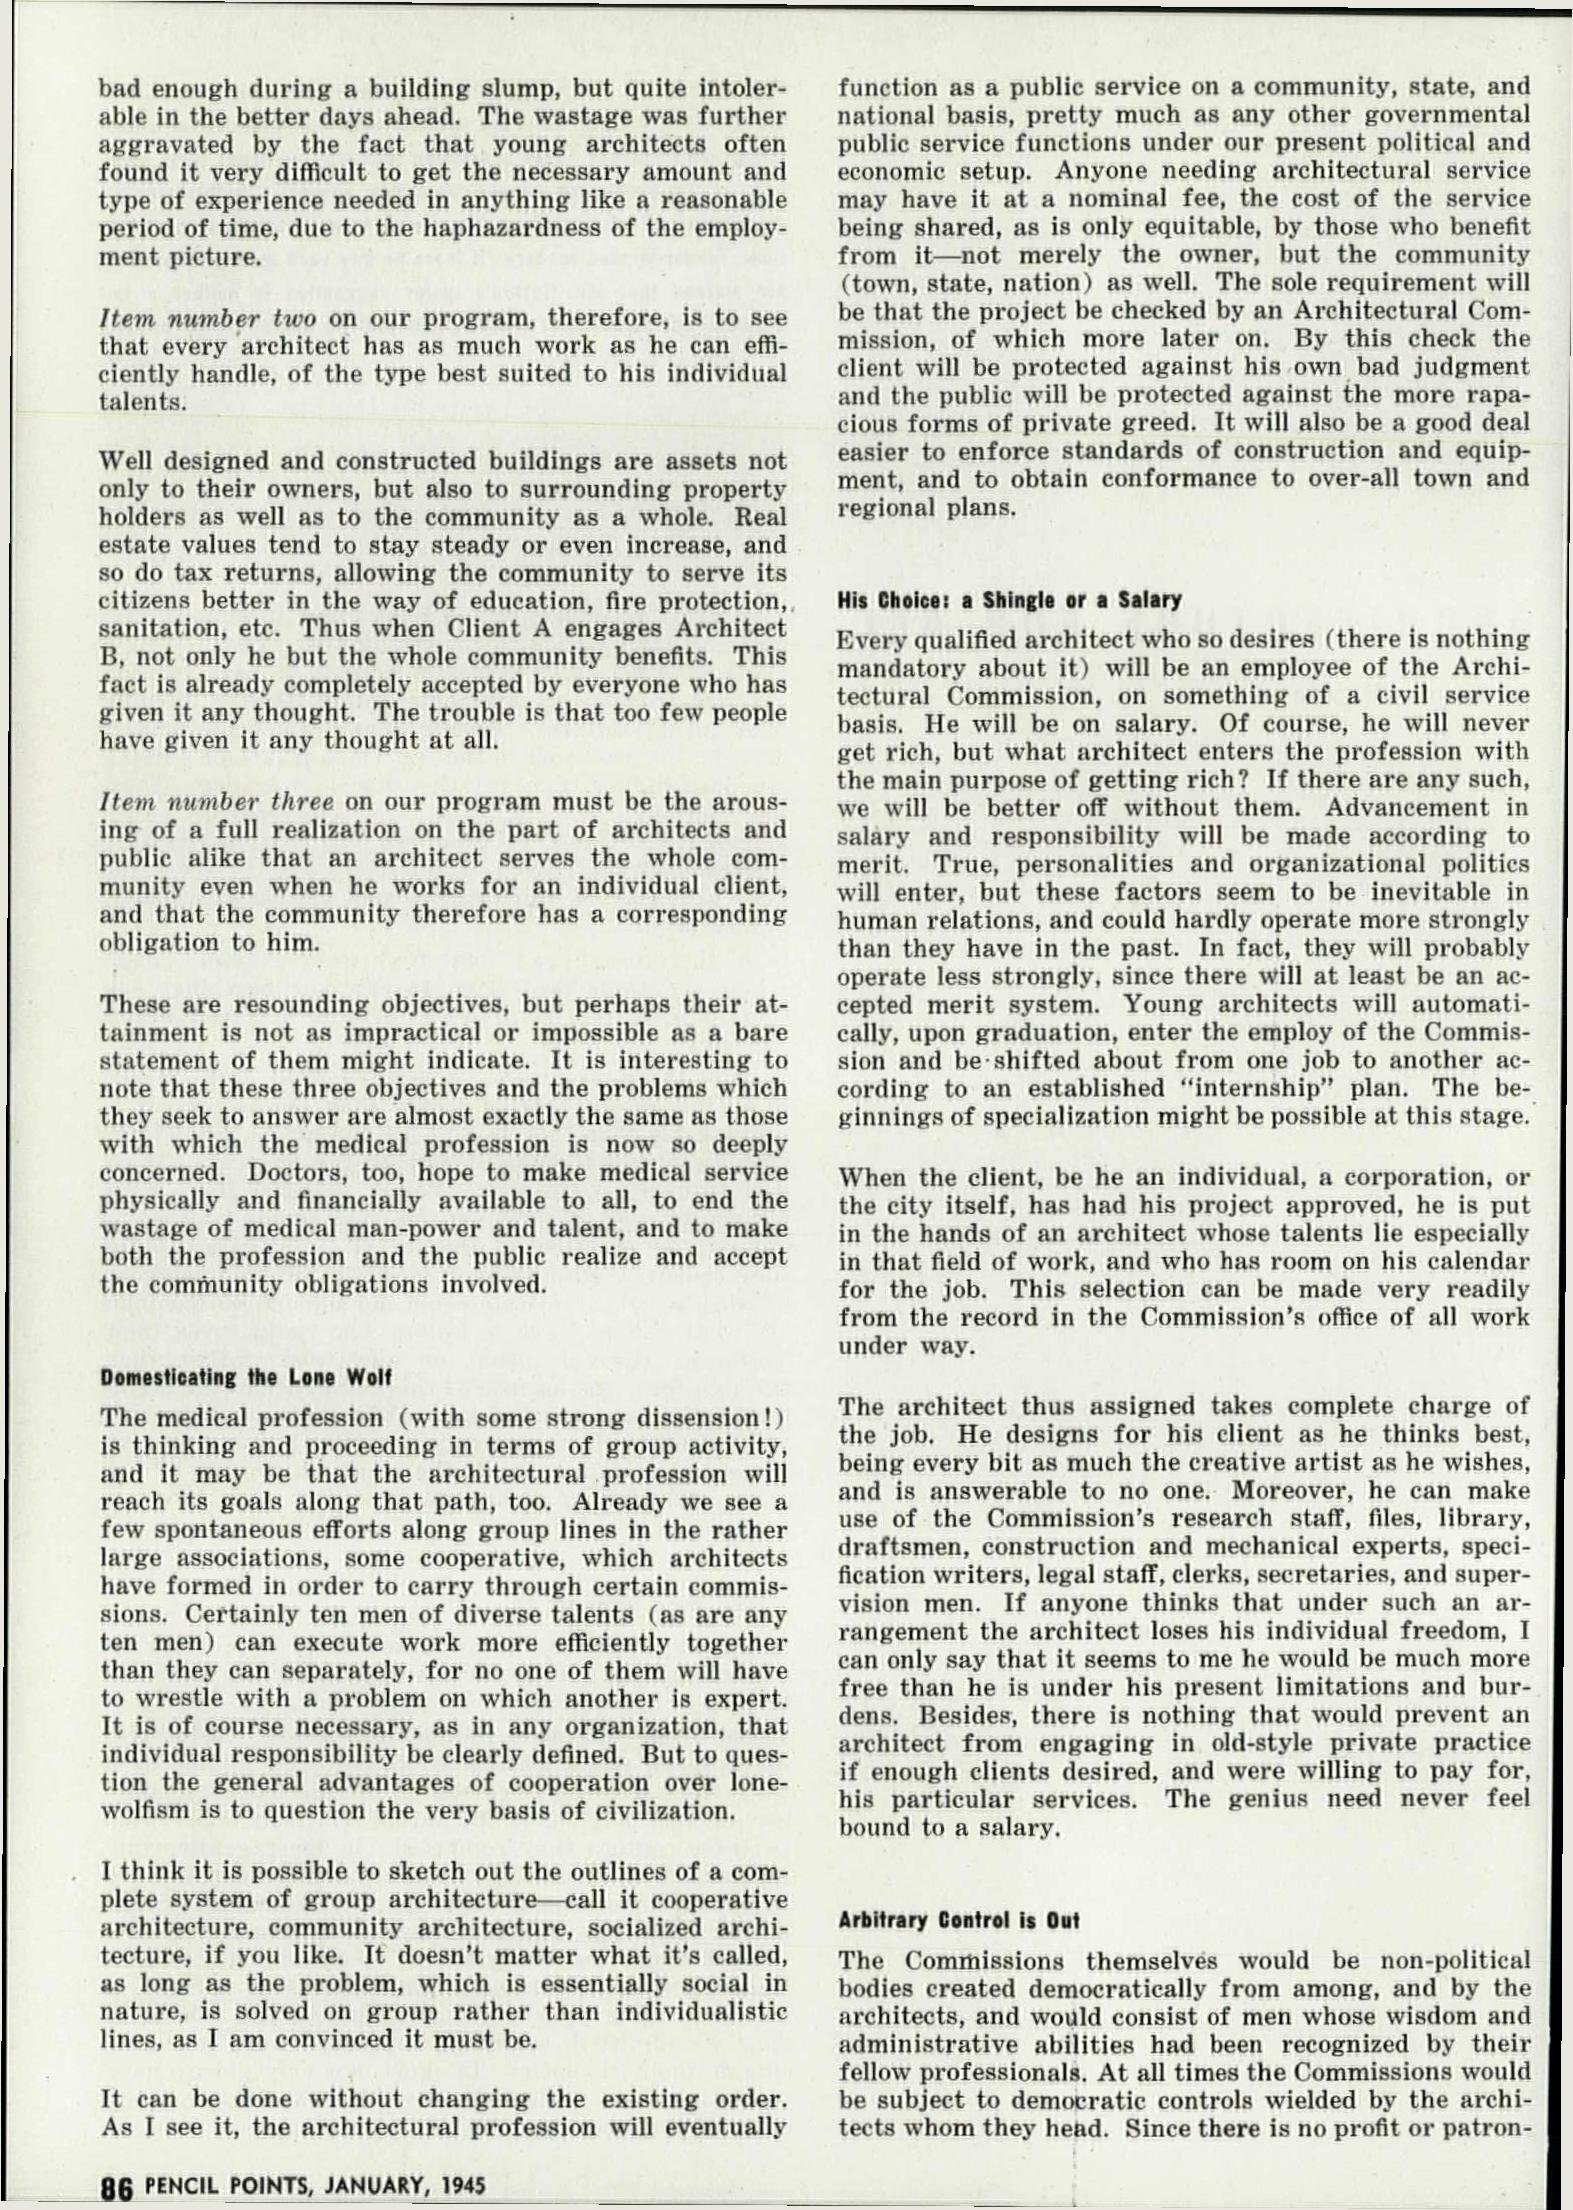 bad enough during a building slump, but quite intoler-
able in the better days ahead. The wastage was further
aggravated by the fact that young architects often
found it very difficult to get the necessary amount and
type of experience needed in anything like a reasonable
period of time, due to the haphazardness of the employ-
ment picture.
Item number two on our program, therefore, is to see
that every architect has as much work as he can effi-
ciently handle, of the type best suited to his individual
talents.
Well designed and constructed buildings are assets not
only to their owners, but also to surrounding property
holders as well as to the community as a whole. Real
estate values tend to stay steady or even increase, and
so do tax returns, allowing the community to serve its
citizens better in the way of education, fire protection,
sanitation, etc. Thus when Client A engages Architect
B, not only he but the whole community benefits. This
fact is already completely accepted by everyone who has
given it any thought. The trouble is that too few people
have given it any thought at all.
Item number three on our program must be the arous-
ing of a full realization on the part of architects and
public alike that an architect serves the whole com-
munity even when he works for an individual client,
and that the community therefore has a corresponding
obligation to him.
These are resounding objectives, but perhaps their at-
tainment is not as impractical or impossible as a bare
statement of them might indicate. It is interesting to
note that these three objectives and the problems which
they seek to answer are almost exactly the same as those
with which the medical profession is now so deeply
concerned. Doctors, too, hope to make medical service
physically and financially available to all, to end the
wastage of medical man-power and talent, and to make
both the profession and the public realize and accept
the community obligations involved.
Domesticating the Lone Wolf
The medical profession (with some strong dissension!)
is thinking and proceeding in terms of group activity,
and it may be that the architectural profession will
reach its goals along that path, too. Already we see a
few spontaneous efforts along group lines in the rather
large associations, some cooperative, which architects
have formed in order to carry through certain commis-
sions. Certainly ten men of diverse talents (as are any
ten men) can execute work more efficiently together
than they can separately, for no one of them will have
to wrestle with a problem on which another is expert.
It is of course necessary, as in any organization, that
individual responsibility be clearly defined. But to ques-
tion the general advantages of cooperation over lone-
wolfism is to question the very basis of civilization.
I think it is possible to sketch out the outlines of a com-
plete system of group architecture—call it cooperative
architecture, community architecture, socialized archi-
tecture, if you like. It doesn't matter what it's called,
as long as the problem, which is essentially social in
nature, is solved on group rather than individualistic
lines, as I am convinced it must be.
It can be done without changing the existing order.
As I see it, the architectural profession will eventually
function as a public service on a community, state, and
national basis, pretty much as any other governmental
public service functions under our present political and
economic setup. Anyone needing architectural service
may have it at a nominal fee, the cost of the service
being shared, as is only equitable, by those who benefit
from it—not merely the owner, but the community
(town, state, nation) as well. The sole requirement will
be that the project be checked by an Architectural Com-
mission, of which more later on. By this check the
client will be protected against his own bad judgment
and the public will be protected against the more rapa-
cious forms of private greed. It will also be a good deal
easier to enforce standards of construction and equip-
ment, and to obtain conformance to over-all town and
regional plans.
His Choice: a Shingle or a Salary
Every qualified architect who so desires (there is nothing
mandatory about it) will be an employee of the Archi-
tectural Commission, on something of a civil service
basis. He will be on salary. Of course, he will never
get rich, but what architect enters the profession with
the main purpose of getting rich? If there are any such,
we will be better off without them. Advancement in
salary and responsibility will be made according to
merit. True, personalities and organizational politics
will enter, but these factors seem to be inevitable in
human relations, and could hardly operate more strongly
than they have in the past. In fact, they will probably
operate less strongly, since there will at least be an ac-
cepted merit system. Young architects will automati-
cally, upon graduation, enter the employ of the Commis-
sion and be shifted about from one job to another ac-
cording to an established "internship" plan. The be-
ginnings of specialization might be possible at this stage.
When the client, be he an individual, a corporation, or
the city itself, has had his project approved, he is put
in the hands of an architect whose talents lie especially
in that field of work, and who has room on his calendar
for the job. This selection can be made very readily
from the record in the Commission's office of all work
under way.
The architect thus assigned takes complete charge of
the job. He designs for his client as he thinks best,
being every bit as much the creative artist as he wishes,
and is answerable to no one. Moreover, he can make
use of the Commission's research staff, files, library,
draftsmen, construction and mechanical experts, speci-
fication writers, legal staff, clerks, secretaries, and super-
vision men. If anyone thinks that under such an ar-
rangement the architect loses his individual freedom, I
can only say that it seems to me he would be much more
free than he is under his present limitations and bur-
dens. Besides, there is nothing that would prevent an
architect from engaging in old-style private practice
if enough clients desired, and were willing to pay for,
his particular services. The genius need never feel
bound to a salary.
Arbitrary Control is Out
The Commissions themselves would be non-political
bodies created democratically from among, and by the
architects, and would consist of men whose wisdom and
administrative abilities had been recognized by their
fellow professionals. At all times the Commissions would
be subject to democratic controls wielded by the archi-
tects whom they head. Since there is no profit or patron-
86 PENCIL POINTS, JANUARY, 1945